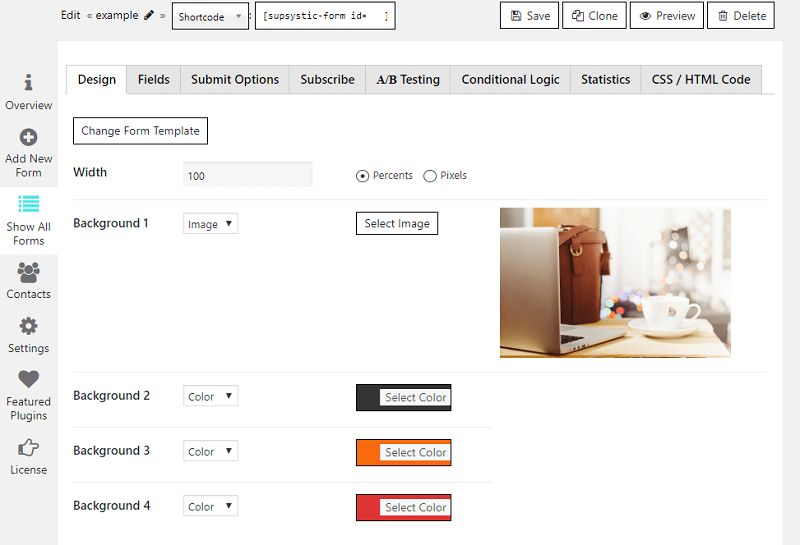 Edit « example »
Shortcode :
[supsystic-form id= ]
Save
Clone
Preview
Delete
Overview
Add New
Form
Show All
Forms
Contacts
Settings
Featured
Plugins
License
Design
Fields
Submit Options
Subscribe
A/B Testing
Conditional Logic
Statistics
CSS / HTML Code
Change Form Template
Width
100
Percents
Pixels
Background 1
Image
Select Image
Background 2
Color
Select Color
Background 3
Color
Select Color
Background 4
Color
Select Color